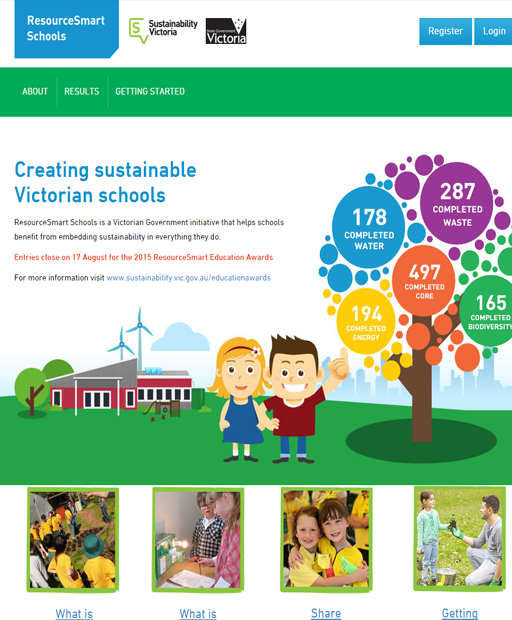 ResourceSmart
Schools
Sustainability
Victoria
State Government
Victoria
Register
Login
ABOUT
RESULTS
GETTING STARTED
Creating sustainable
Victorian schools
ResourceSmart Schools is a Victorian Government initiative that helps schools
benefit from embedding sustainability in everything they do.
Entries close on 17 August for the 2015 ResourceSmart Education Awards
For more information visit www.sustainability.vic.gov.au/educationawards
287
COMPLETED
WASTE
178
COMPLETED
WATER
497
COMPLETED
CORE
194
COMPLETED
ENERGY
165
COMPLETED
BIODIVERSITY
What is
What is
Share
Getting